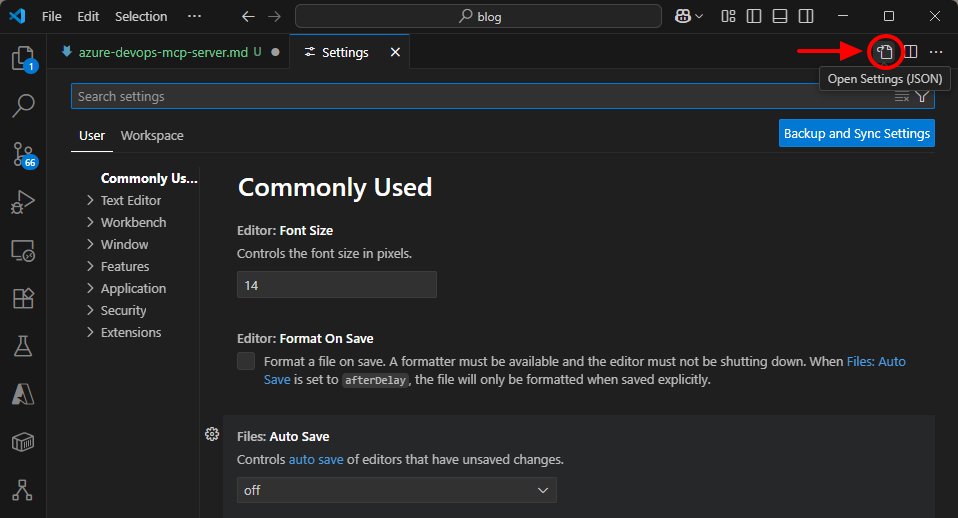 File Edit Selection ··· blog
azure-devops-mcp-server.md U Settings
Open Settings (JSON)
1
Search settings
User Workspace Backup and Sync Settings
66
Commonly Us...
Text Editor
Workbench
Window
Features
Application
Security
Extensions
Commonly Used
Editor: Font Size
Controls the font size in pixels.
14
Editor: Format On Save
Format a file on save. A formatter must be available and the editor must not be shutting down. When Files: Auto
Save is set to afterDelay, the file will only be formatted when saved explicitly.
Files: Auto Save
Controls auto save of editors that have unsaved changes.
off